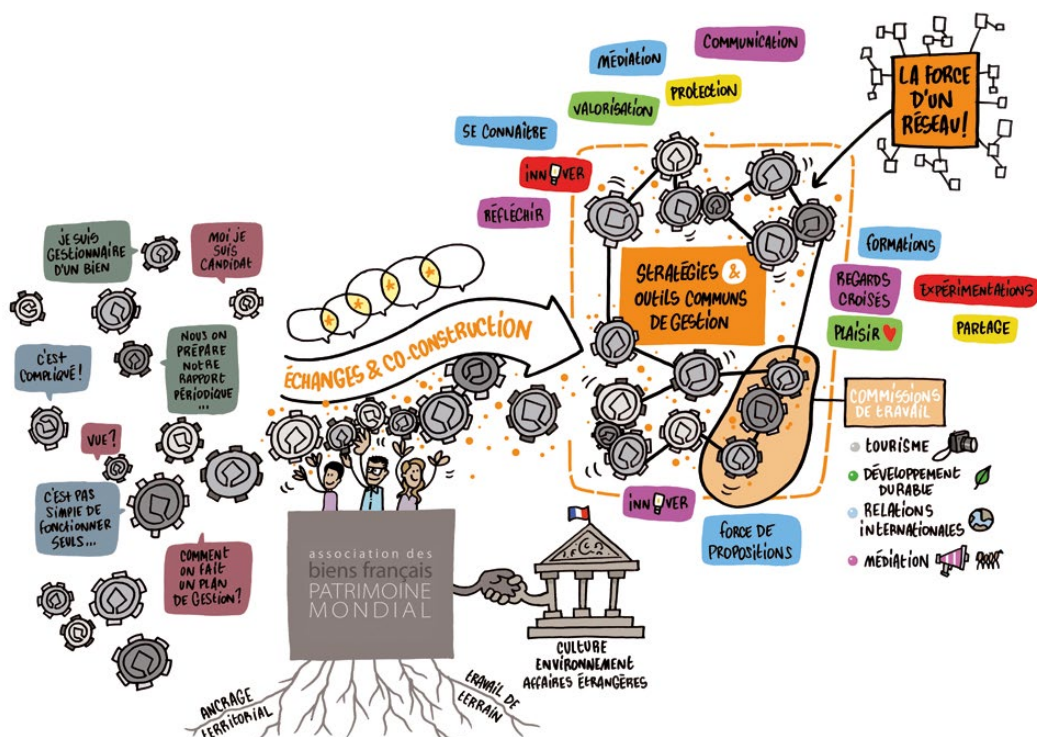 JE SUIS
GESTIONNAIRE
D'UN BIEN
MOI JE
SUIS
CANDIDAT
C'EST
COMPLIQUÉ !
NOUS ON
PRÉPARE
NOTRE
RAPPORT
PÉRIODIQUE
...
VUE ?
C'EST PAS
SIMPLE DE
FONCTIONNER
SEULS...
COMMENT
ON FAIT
UN PLAN
DE GESTION ?
ÉCHANGES & CO-CONSTRUCTION
association des
biens français
PATRIMOINE
MONDIAL
ANCRAGE
TERRITORIAL
TRAVAIL DE
TERRAIN
CULTURE
ENVIRONNEMENT
AFFAIRES ÉTRANGÈRES
MÉDIATION
COMMUNICATION
VALORISATION
PROTECTION
SE CONNAÎTRE
INNOVER
RÉFLÉCHIR
STRATÉGIES &
OUTILS COMMUNS
DE GESTION
LA FORCE
D'UN
RÉSEAU !
FORMATIONS
REGARDS
CROISÉS
EXPÉRIMENTATIONS
PLAISIR
PARTAGE
COMMISSIONS
DE TRAVAIL
TOURISME
DÉVELOPPEMENT
DURABLE
RELATIONS
INTERNATIONALES
MÉDIATION
INNOVER
FORCE DE
PROPOSITIONS